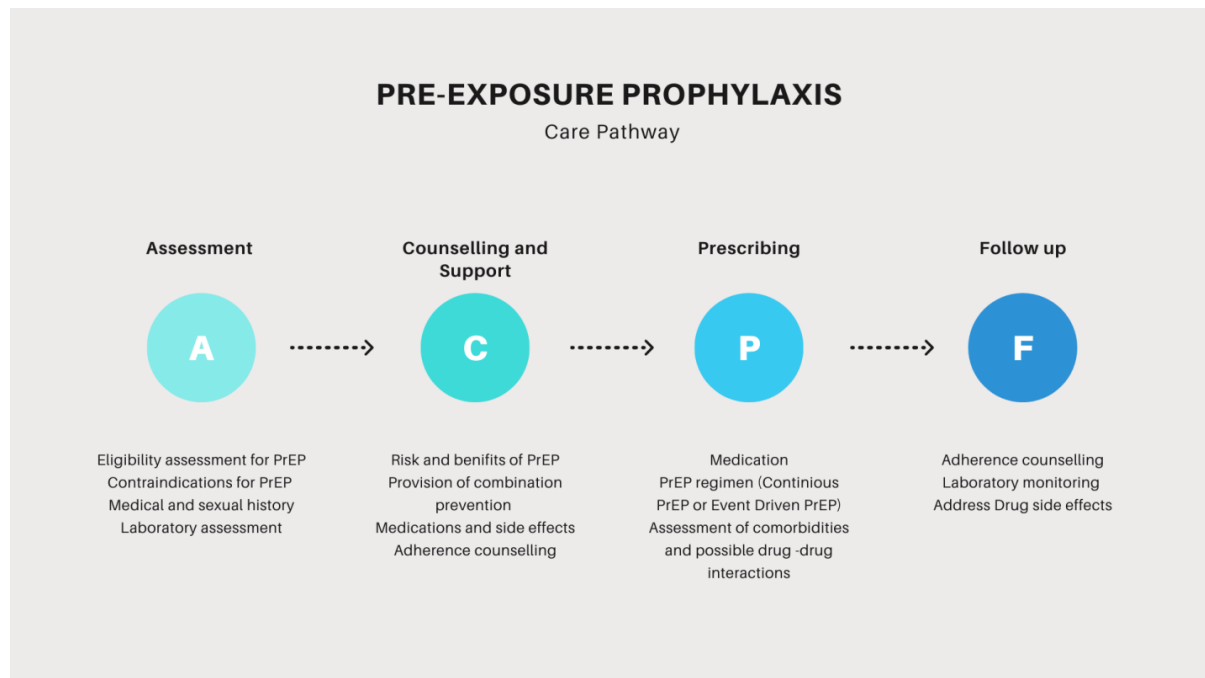 PRE-EXPOSURE PROPHYLAXIS
Care Pathway
Assessment
A
Eligibility assessment for PrEP
Contraindications for PrEP
Medical and sexual history
Laboratory assessment
Counselling and
Support
C
Risk and benifits of PrEP
Provision of combination
prevention
Medications and side effects
Adherence counselling
Prescribing
P
Medication
PrEP regimen (Continious
PrEP or Event Driven PrEP)
Assessment of comorbidities
and possible drug -drug
interactions
Follow up
F
Adherence counselling
Laboratory monitoring
Address Drug side effects